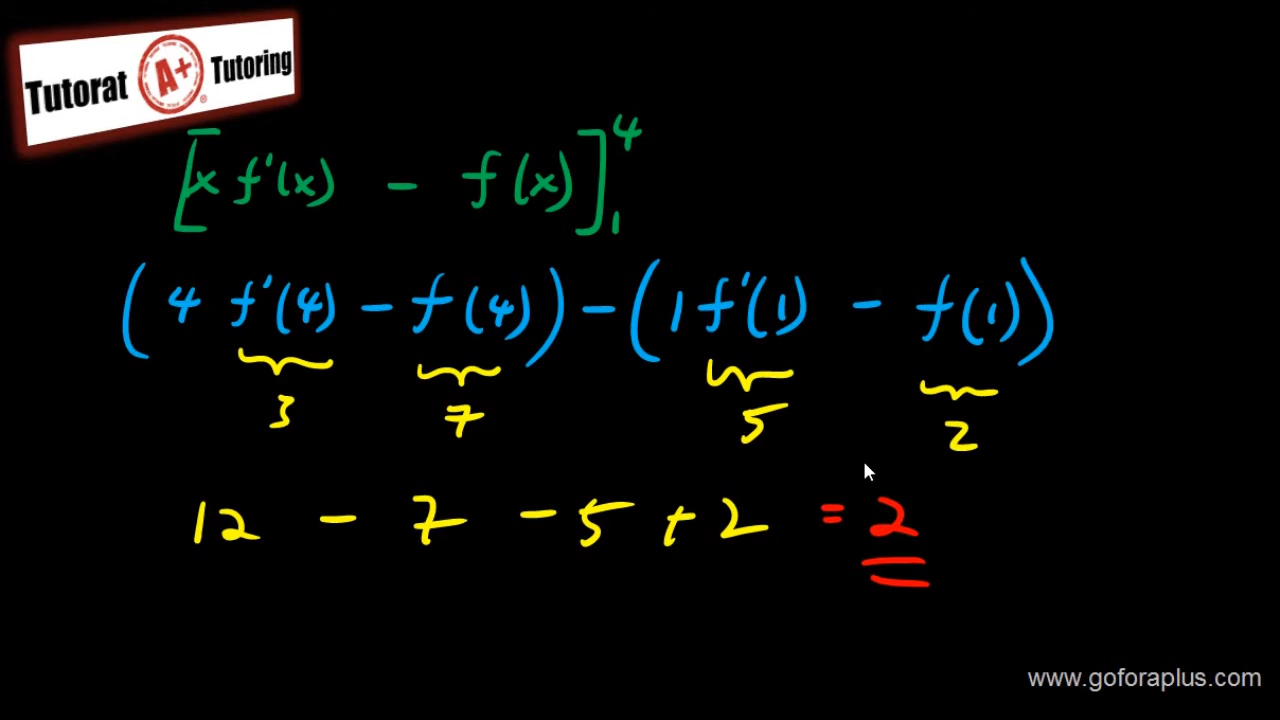 Tutorat A+ Tutoring
[x f'(x) - f(x)]₁⁴
(4 f'(4) - f(4)) - (1 f'(1) - f(1))
3 7 5 2
12 - 7 - 5 + 2 = 2
www.goforaplus.com